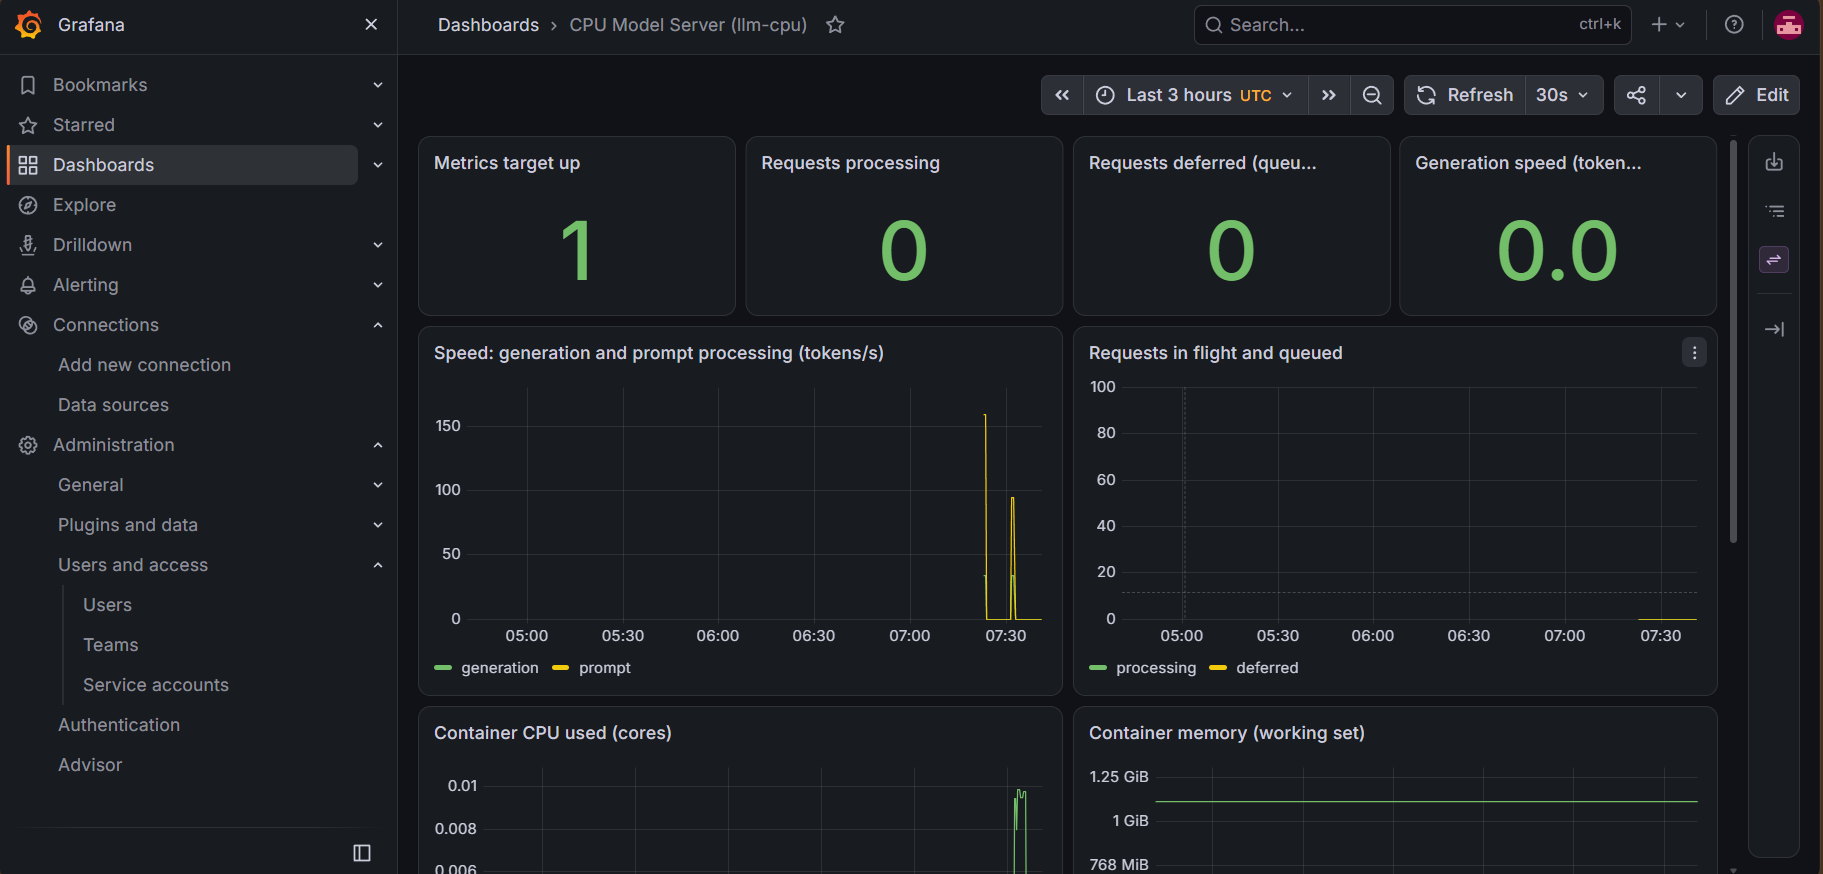 Grafana
Dashboards › CPU Model Server (llm-cpu)
Search... ctrl+k
Bookmarks
Starred
Dashboards
Explore
Drilldown
Alerting
Connections
Add new connection
Data sources
Administration
General
Plugins and data
Users and access
Users
Teams
Service accounts
Authentication
Advisor
Last 3 hours UTC
Refresh 30s
Edit
Metrics target up
1
Requests processing
0
Requests deferred (queu...
0
Generation speed (token...
0.0
Speed: generation and prompt processing (tokens/s)
150
100
50
0
05:00 05:30 06:00 06:30 07:00 07:30
generation prompt
Requests in flight and queued
100
80
60
40
20
0
05:00 05:30 06:00 06:30 07:00 07:30
processing deferred
Container CPU used (cores)
0.01
0.008
0.006
Container memory (working set)
1.25 GiB
1 GiB
768 MiB